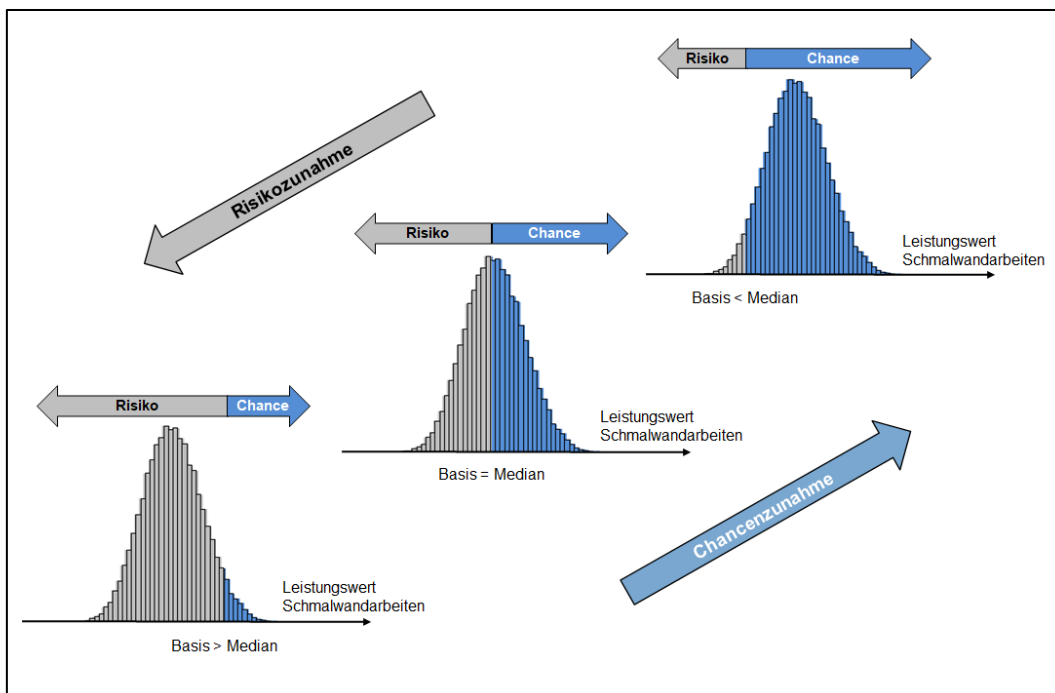 Risiko
Chance
Risikozunahme
Leistungswert
Schmalwandarbeiten
Basis < Median
Risiko
Chance
Leistungswert
Schmalwandarbeiten
Basis = Median
Risiko
Chance
Chancenzunahme
Leistungswert
Schmalwandarbeiten
Basis > Median